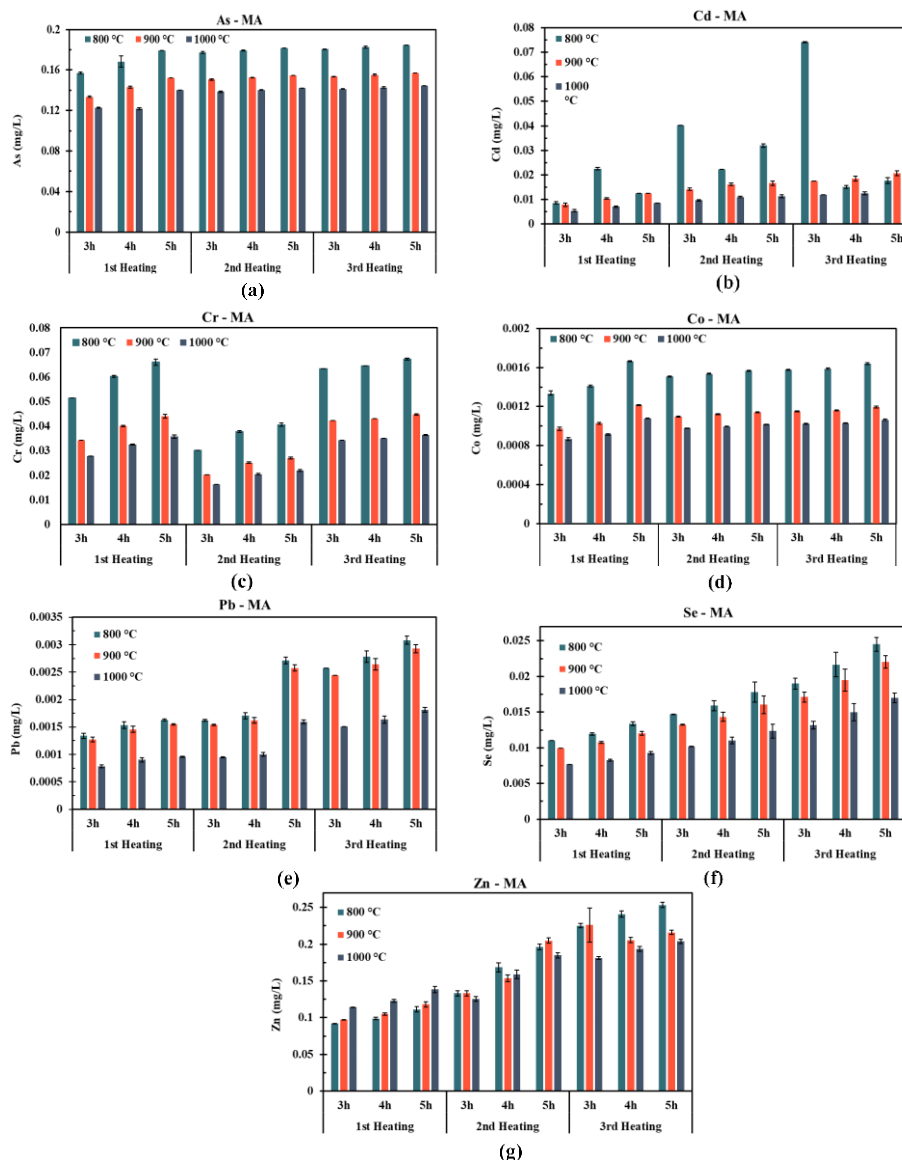 As - MA
800 °C 900 °C 1000 °C
As (mg/L)
0.2
0.16
0.12
0.08
0.04
0
3h 4h 5h 3h 4h 5h 3h 4h 5h
1st Heating 2nd Heating 3rd Heating
(a)
Cd - MA
800 °C
900 °C
1000
°C
Cd (mg/L)
0.08
0.07
0.06
0.05
0.04
0.03
0.02
0.01
0
3h 4h 5h 3h 4h 5h 3h 4h 5h
1st Heating 2nd Heating 3rd Heating
(b)
Cr - MA
800 °C 900 °C 1000 °C
Cr (mg/L)
0.08
0.07
0.06
0.05
0.04
0.03
0.02
0.01
0
3h 4h 5h 3h 4h 5h 3h 4h 5h
1st Heating 2nd Heating 3rd Heating
(c)
Co - MA
800 °C 900 °C 1000 °C
Co (mg/L)
0.002
0.0016
0.0012
0.0008
0.0004
0
3h 4h 5h 3h 4h 5h 3h 4h 5h
1st Heating 2nd Heating 3rd Heating
(d)
Pb - MA
800 °C
900 °C
1000 °C
Pb (mg/L)
0.0035
0.003
0.0025
0.002
0.0015
0.001
0.0005
0
3h 4h 5h 3h 4h 5h 3h 4h 5h
1st Heating 2nd Heating 3rd Heating
(e)
Se - MA
800 °C
900 °C
1000 °C
Se (mg/L)
0.025
0.02
0.015
0.01
0.005
0
3h 4h 5h 3h 4h 5h 3h 4h 5h
1st Heating 2nd Heating 3rd Heating
(f)
Zn - MA
800 °C
900 °C
1000 °C
Zn (mg/L)
0.25
0.2
0.15
0.1
0.05
0
3h 4h 5h 3h 4h 5h 3h 4h 5h
1st Heating 2nd Heating 3rd Heating
(g)